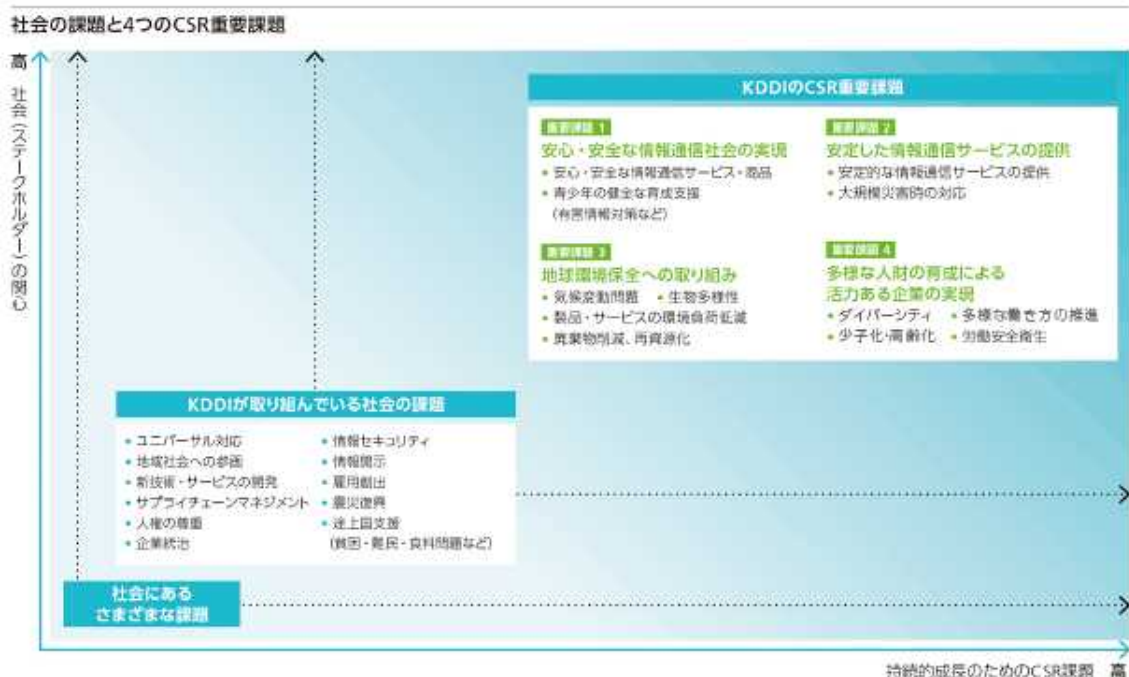 社会の課題と4つのCSR重要課題
高
社会(ステークホルダー)の関心
KDDIのCSR重要課題
重要課題 1
安心・安全な情報通信社会の実現
• 安心・安全な情報通信サービス・商品
• 青少年の健全な育成支援
(有害情報対策など)
重要課題 2
安定した情報通信サービスの提供
• 安定的な情報通信サービスの提供
• 大規模災害時の対応
重要課題 3
地球環境保全への取り組み
• 気候変動問題 • 生物多様性
• 製品・サービスの環境負荷低減
• 廃棄物削減、再資源化
重要課題 4
多様な人財の育成による
活力ある企業の実現
• ダイバーシティ • 多様な働き方の推進
• 少子化・高齢化 • 労働安全衛生
KDDIが取り組んでいる社会の課題
• ユニバーサル対応
• 地域社会への参画
• 新技術・サービスの開発
• サプライチェーンマネジメント
• 人権の尊重
• 企業統治
• 情報セキュリティ
• 情報開示
• 雇用創出
• 震災復興
• 途上国支援
(貧困・難民・食料問題など)
社会にある
さまざまな課題
持続的成長のためのCSR課題 高